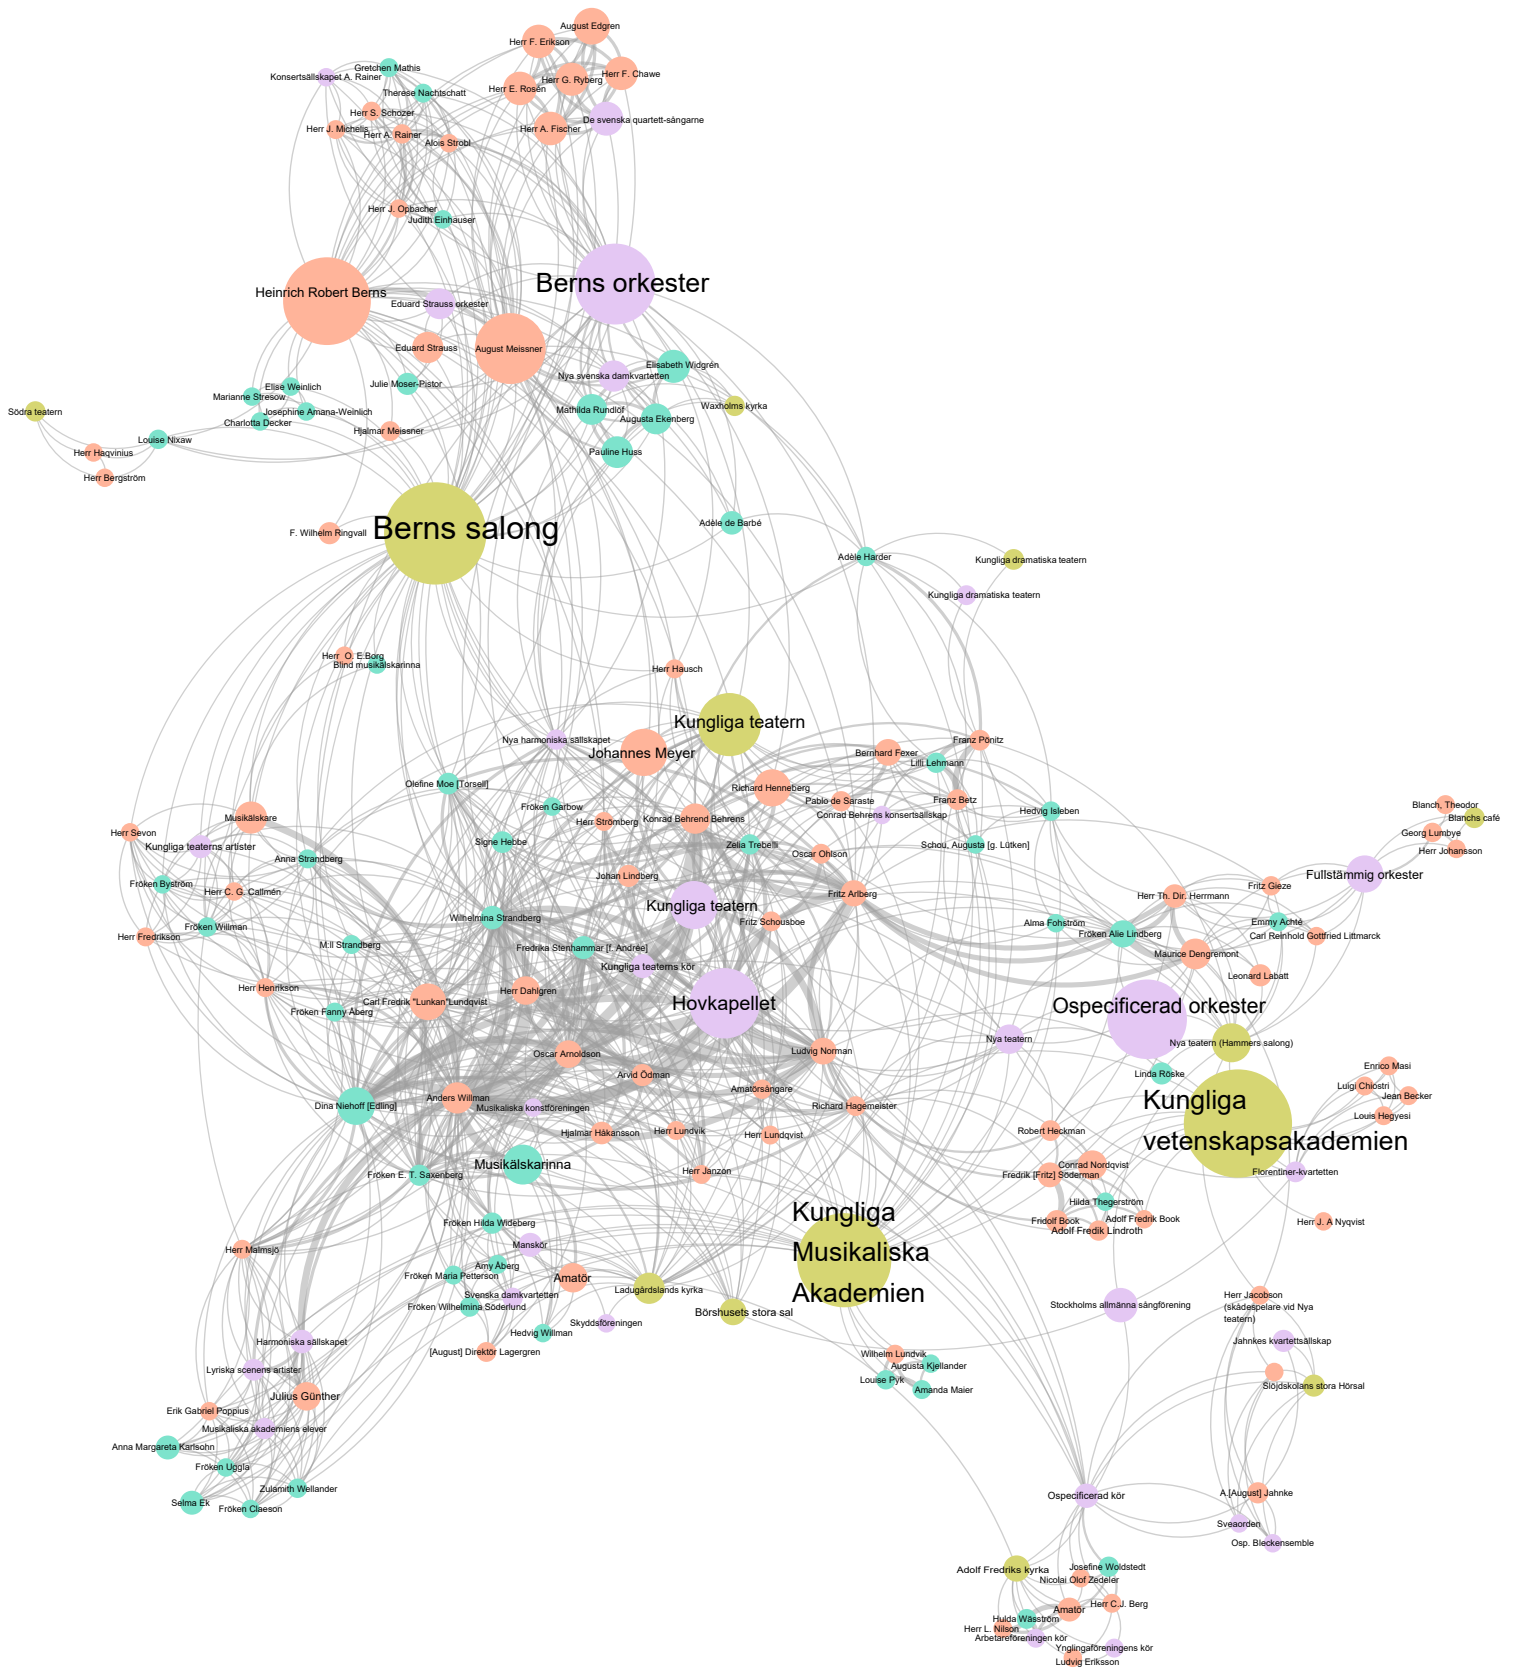 August Edgren
Herr F. Erikson
Gretchen Mathis
Konsertsällskapet A. Rainer
Herr F. Chawe
Herr G. Ryberg
Therese Nachtschatt
Herr E. Rosén
Herr S. Schozer
De svenska quartett-sångarne
Herr J. Michelis
Herr A. Rainer
Herr A. Fischer
Alois Strobl
Herr J. Opbacher
Judith Einhauser
Berns orkester
Heinrich Robert Berns
Eduard Strauss orkester
Eduard Strauss
August Meissner
Elisabeth Widgrén
Nya svenska damkvartetten
Julie Moser-Pistor
Elise Weinlich
Marianne Stresow
Södra teatern
Josephine Amana-Weinlich
Mathilda Rundlöf
Waxholms kyrka
Charlotta Decker
Augusta Ekenberg
Hjalmar Meissner
Louise Nixaw
Herr Haqvinius
Pauline Huss
Herr Bergström
Berns salong
F. Wilhelm Ringvall
Adèle de Barbé
Adèle Harder
Kungliga dramatiska teatern
Kungliga dramatiska teatern
Herr O. E.Borg
Blind musikälskarinna
Herr Hausch
Kungliga teatern
Nya harmoniska sällskapet
Johannes Meyer
Franz Pönitz
Bernhard Fexer
Lilli Lehmann
Olefine Moe [Torsell]
Richard Henneberg
Fröken Garbow
Pablo de Saraste
Franz Betz
Conrad Behrens konsertsällskap
Hedvig Isleben
Blanch, Theodor
Blanchs café
Musikälskare
Herr Strömberg
Konrad Behrend Behrens
Herr Sevon
Georg Lumbye
Kungliga teaterns artister
Signe Hebbe
Zelia Trebelli
Schou, Augusta [g. Lütken]
Herr Johansson
Anna Strandberg
Oscar Ohlson
Johan Lindberg
Fullstämmig orkester
Fröken Byström
Herr C. G. Callmén
Fritz Arlberg
Herr Th. Dir. Herrmann
Fritz Gieze
Kungliga teatern
Wilhelmina Strandberg
Fritz Schousboe
Alma Fohström
Emmy Achté
Fröken Willman
Fröken Alie Lindberg
Carl Reinhold Gottfried Littmarck
Herr Fredrikson
M:ll Strandberg
Fredrika Stenhammar [f. Andrée]
Maurice Dengremont
Kungliga teaterns kör
Leonard Labatt
Herr Henrikson
Herr Dahlgren
Carl Fredrik "Lunkan"Lundqvist
Hovkapellet
Ospecificerad orkester
Fröken Fanny Åberg
Nya teatern
Nya teatern (Hammers salong)
Oscar Arnoldson
Ludvig Norman
Enrico Masi
Arvid Ödman
Linda Röske
Luigi Chiostri
Amatörsångare
Jean Becker
Anders Willman
Kungliga
vetenskapsakademien
Dina Niehoff [Edling]
Musikaliska konstföreningen
Richard Hagemeister
Louis Hegyesi
Hjalmar Håkansson
Herr Lundvik
Herr Lundqvist
Robert Heckman
Musikälskarinna
Conrad Nordqvist
Fröken E. T. Saxenberg
Herr Janzon
Fredrik [Fritz] Söderman
Florentiner-kvartetten
Hilda Thegerström
Kungliga
Musikaliska
Akademien
Fröken Hilda Wideberg
Fridolf Book
Adolf Fredrik Book
Adolf Fredik Lindroth
Herr J. A Nyqvist
Herr Malmsjö
Manskör
Amy Åberg
Fröken Maria Petterson
Amatör
Ladugårdslands kyrka
Svenska damkvartetten
Herr Jacobson
(skådespelare vid Nya
teatern)
Fröken Wilhelmina Söderlund
Börshusets stora sal
Stockholms allmänna sångförening
Skyddsföreningen
Hedvig Willman
Harmoniska sällskapet
Jahnkes kvartettsällskap
[August] Direktör Lagergren
Wilhelm Lundvik
Augusta Kjellander
Lyriska scenens artister
Louise Pyk
Slöjdskolans stora Hörsal
Amanda Maier
Julius Günther
Erik Gabriel Poppius
Musikaliska akademiens elever
Anna Margareta Karlsohn
Fröken Uggla
Zulamith Wellander
Selma Ek
Fröken Claeson
A.[August] Jahnke
Ospecificerad kör
Sveaorden
Osp. Bleckensemble
Adolf Fredriks kyrka
Josefine Woldstedt
Nicolai Olof Zedeler
Herr C.J. Berg
Amatör
Hulda Wäsström
Herr L. Nilson
Arbetareföreningen kör
Ynglingaföreningens kör
Ludvig Eriksson